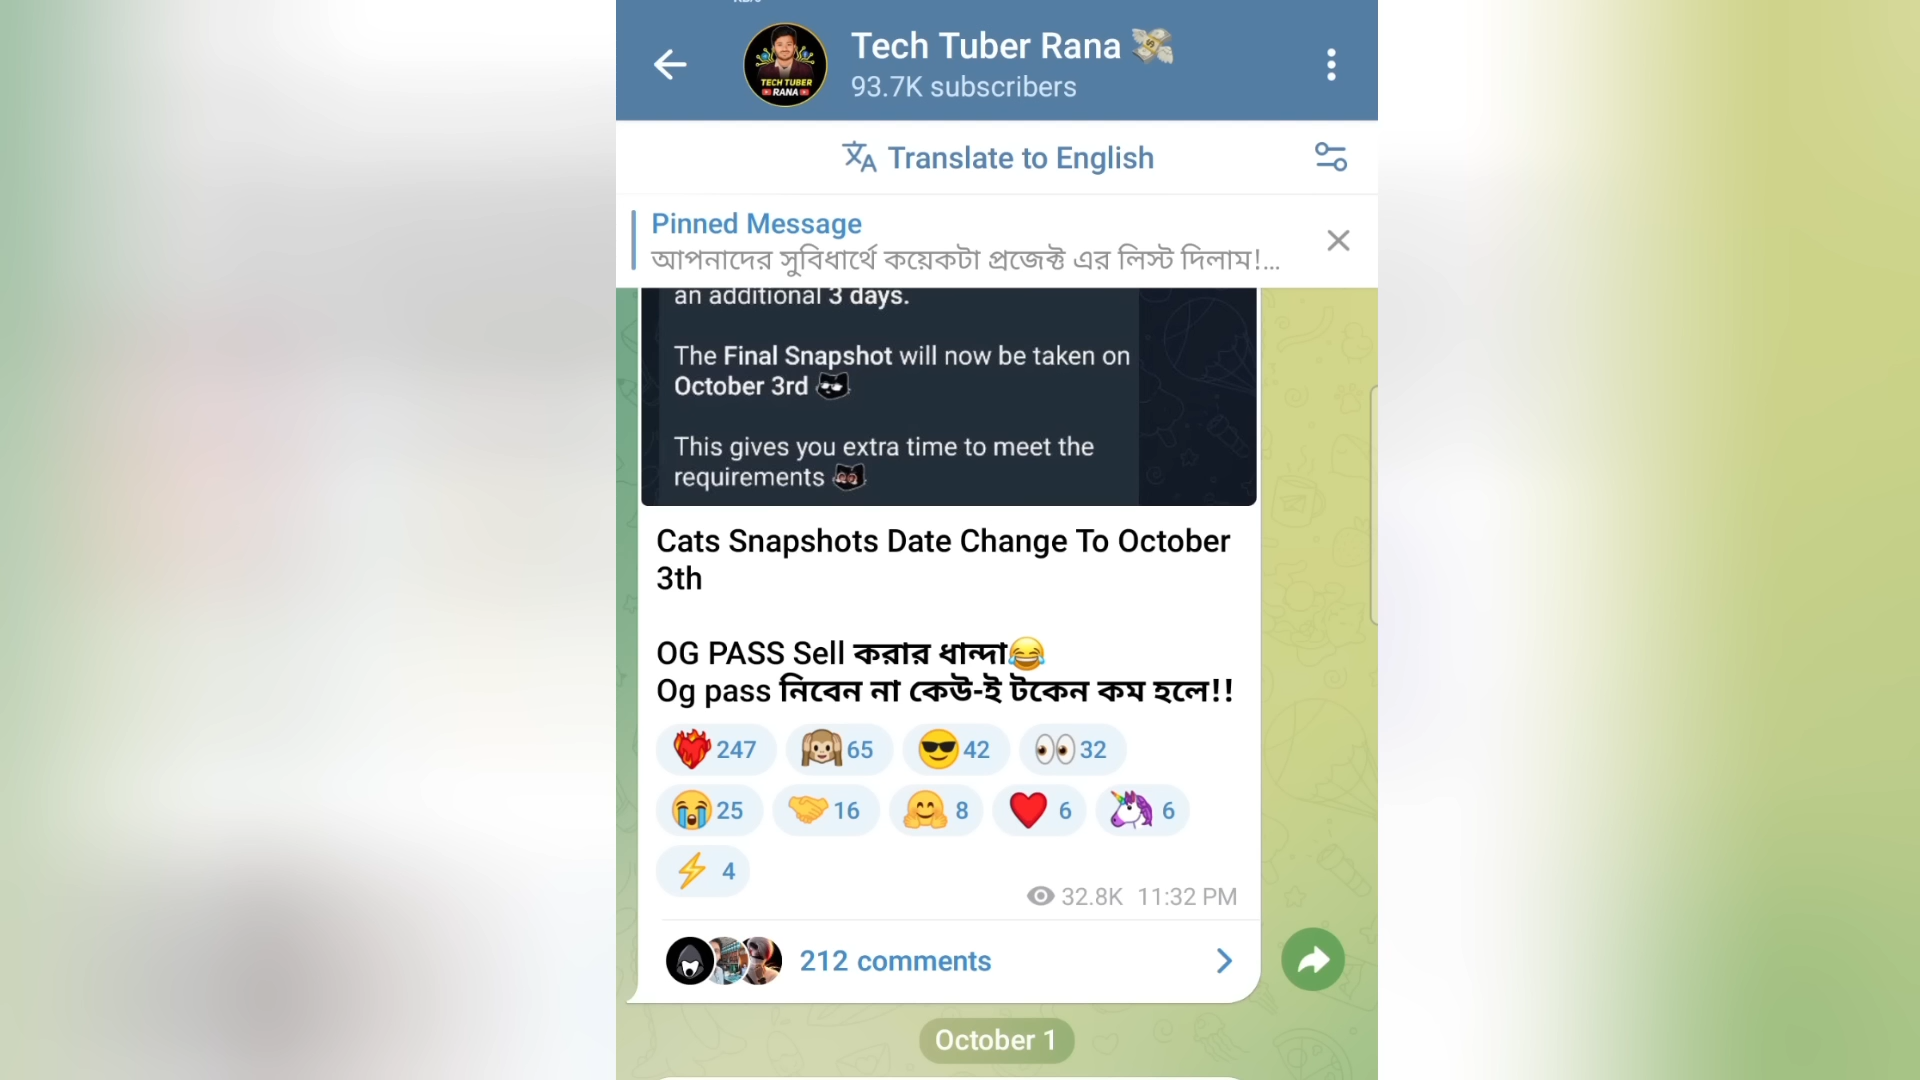 Tech Tuber Rana
93.7K subscribers
TECH TUBER
RANA
Translate to English
Pinned Message
আপনাদের সুবিধার্থে কয়েকটা প্রজেক্ট এর লিস্ট দিলাম!...
an additional 3 days.
The Final Snapshot will now be taken on
October 3rd
This gives you extra time to meet the
requirements
Cats Snapshots Date Change To October
3th
OG PASS Sell করার ধান্দা😂
Og pass নিবেন না কেউ-ই টকেন কম হলে!!
247 65 42 32
25 16 8 6 6
4
32.8K 11:32 PM
212 comments
October 1